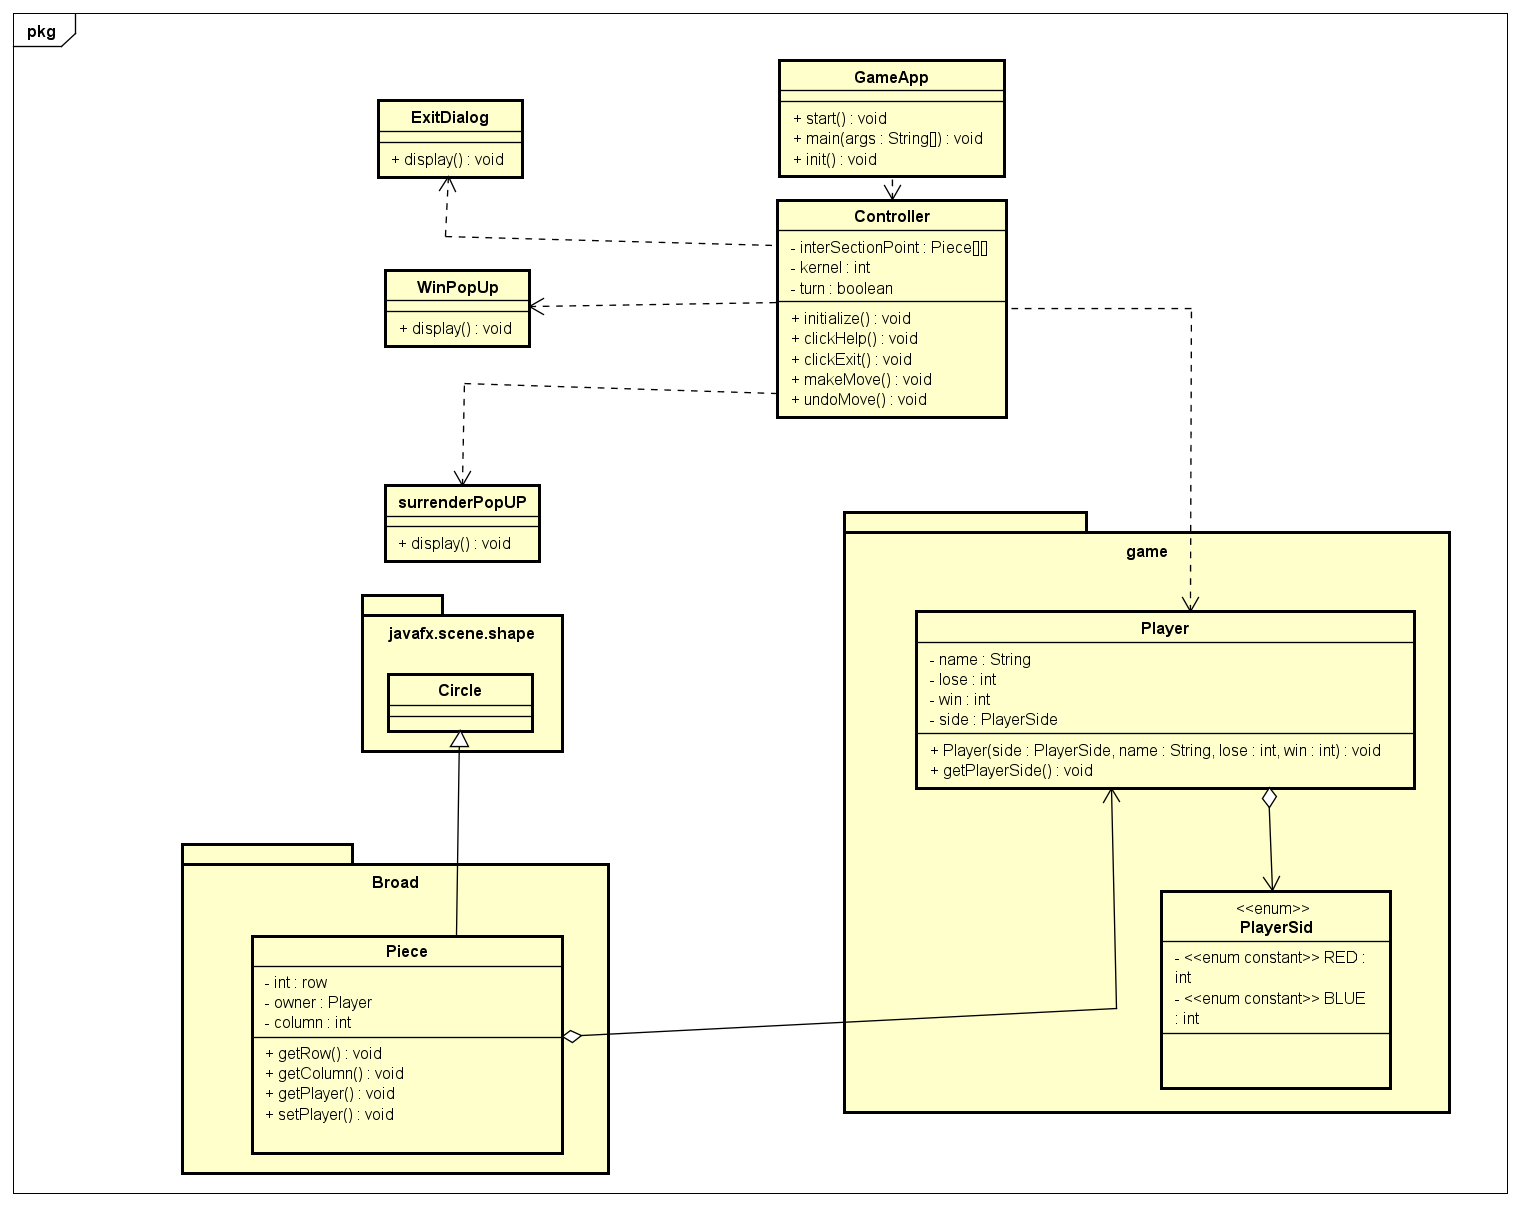 pkg
GameApp
+ start() : void
+ main(args : String[]) : void
+ init() : void
ExitDialog
+ display() : void
Controller
- interSectionPoint : Piece[][]
- kernel : int
- turn : boolean
+ initialize() : void
+ clickHelp() : void
+ clickExit() : void
+ makeMove() : void
+ undoMove() : void
WinPopUp
+ display() : void
surrenderPopUP
+ display() : void
javafx.scene.shape
Circle
game
Player
- name : String
- lose : int
- win : int
- side : PlayerSide
+ Player(side : PlayerSide, name : String, lose : int, win : int) : void
+ getPlayerSide() : void
<<enum>>
PlayerSid
- <<enum constant>> RED :
int
- <<enum constant>> BLUE
: int
Broad
Piece
- int : row
- owner : Player
- column : int
+ getRow() : void
+ getColumn() : void
+ getPlayer() : void
+ setPlayer() : void